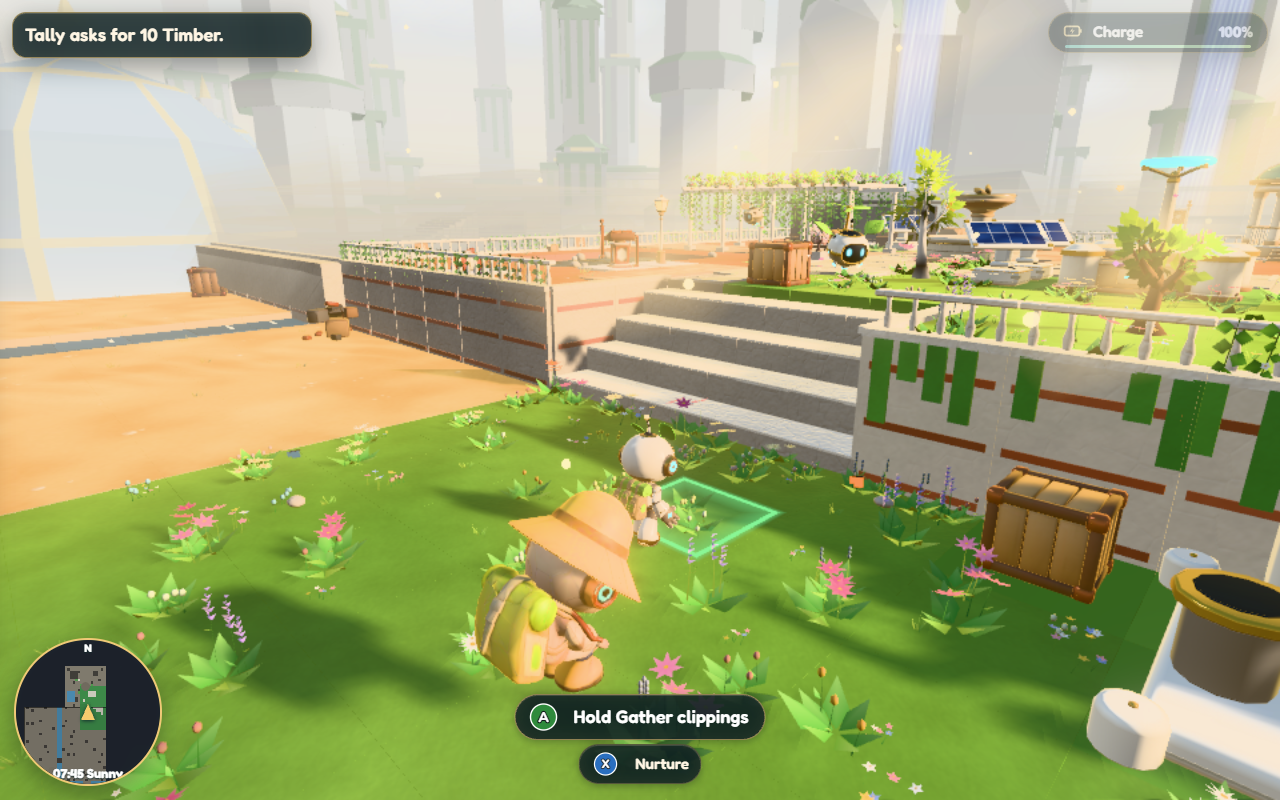 Tally asks for 10 Timber.
Charge 100%
N
07:45 Sunny
A Hold Gather clippings
X Nurture